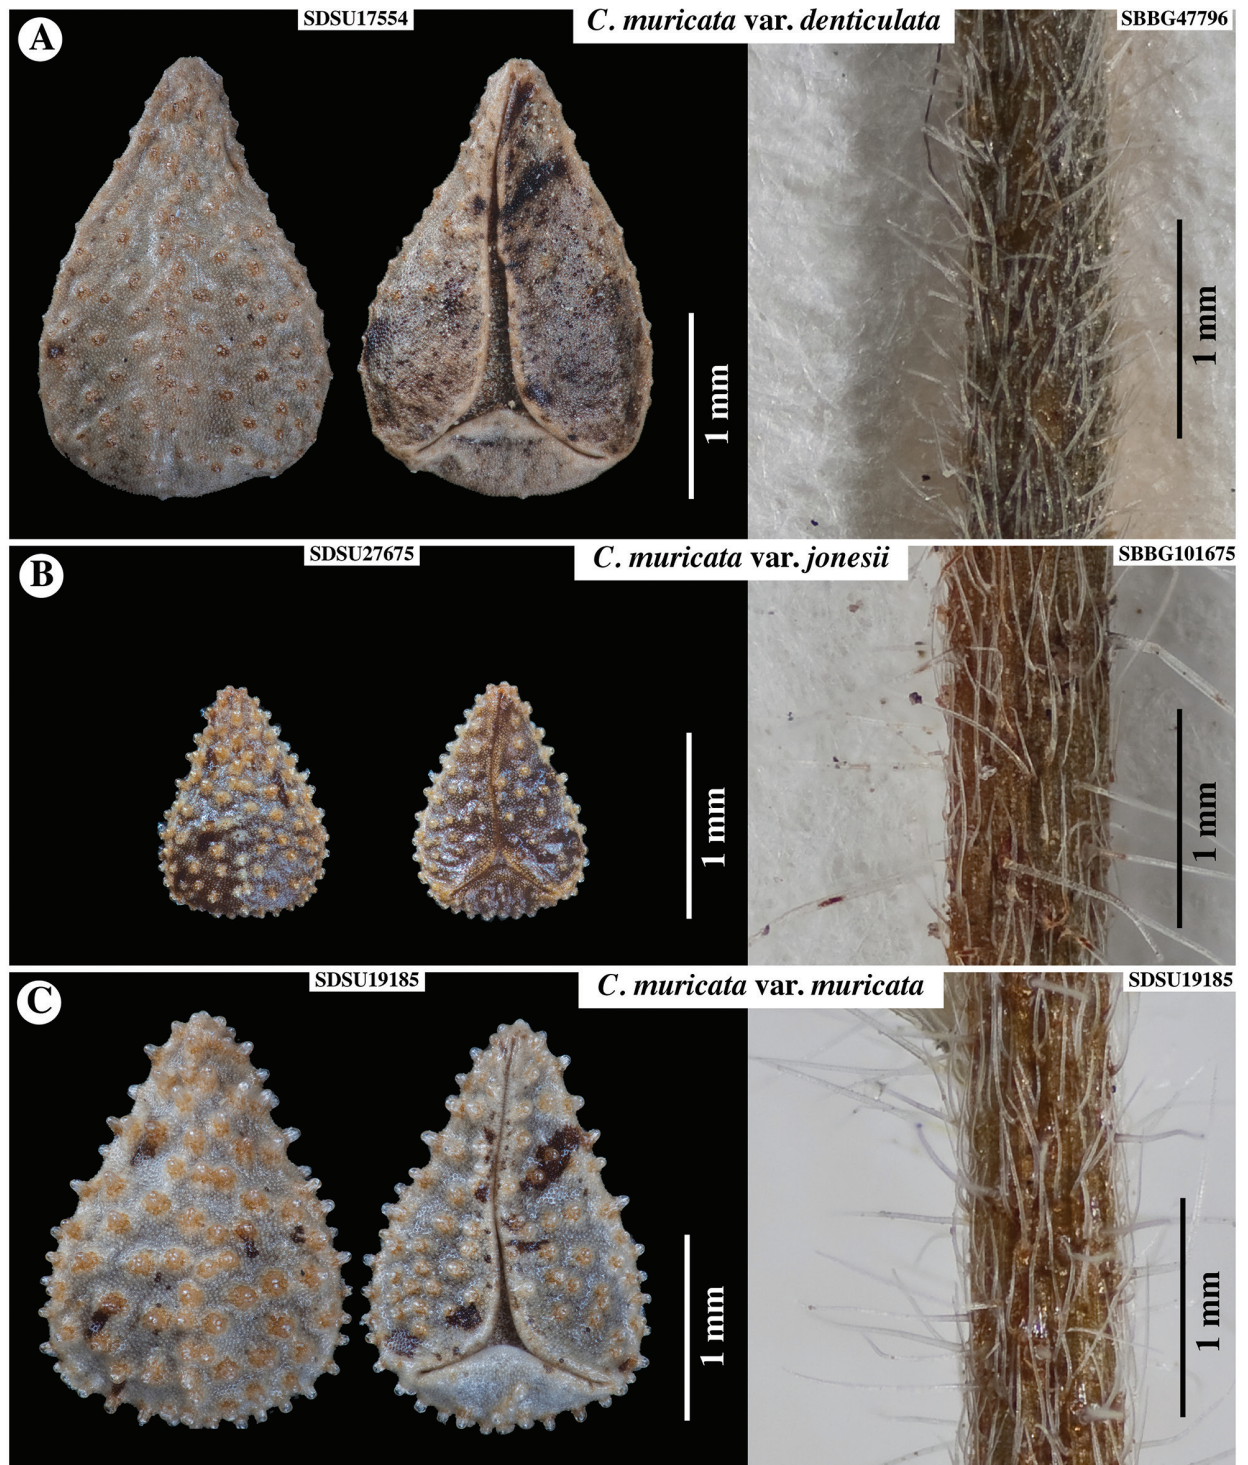 A
SDSU17554
C. muricata var. denticulata
SBBG47796
1 mm
1 mm
B
SDSU27675
C. muricata var. jonesii
SBBG101675
1 mm
1 mm
C
SDSU19185
C. muricata var. muricata
SDSU19185
1 mm
1 mm